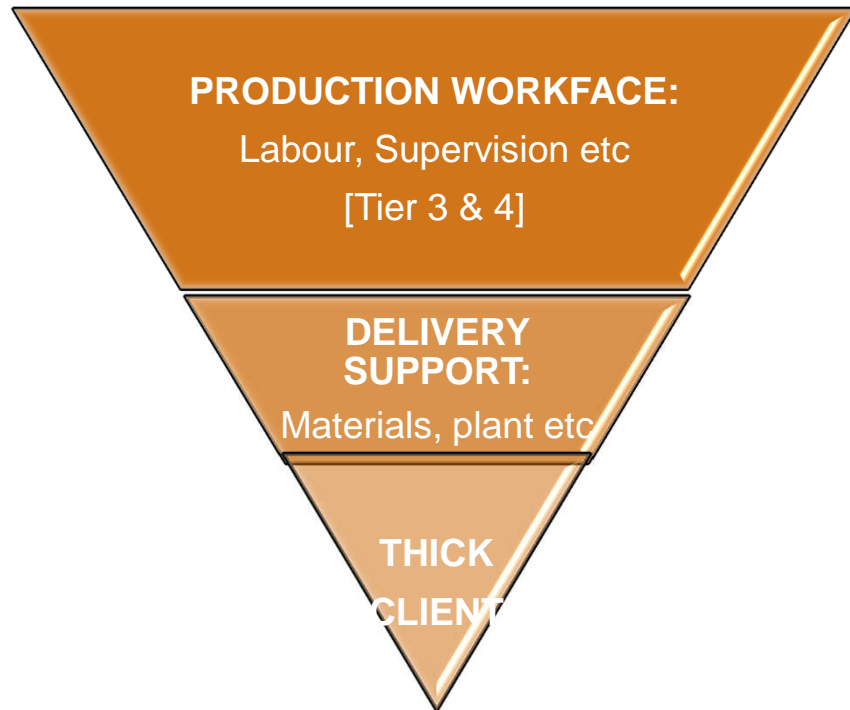 PRODUCTION WORKFACE:
Labour, Supervision etc
[Tier 3 & 4]
DELIVERY
SUPPORT:
Materials, plant etc
THICK
CLIENT